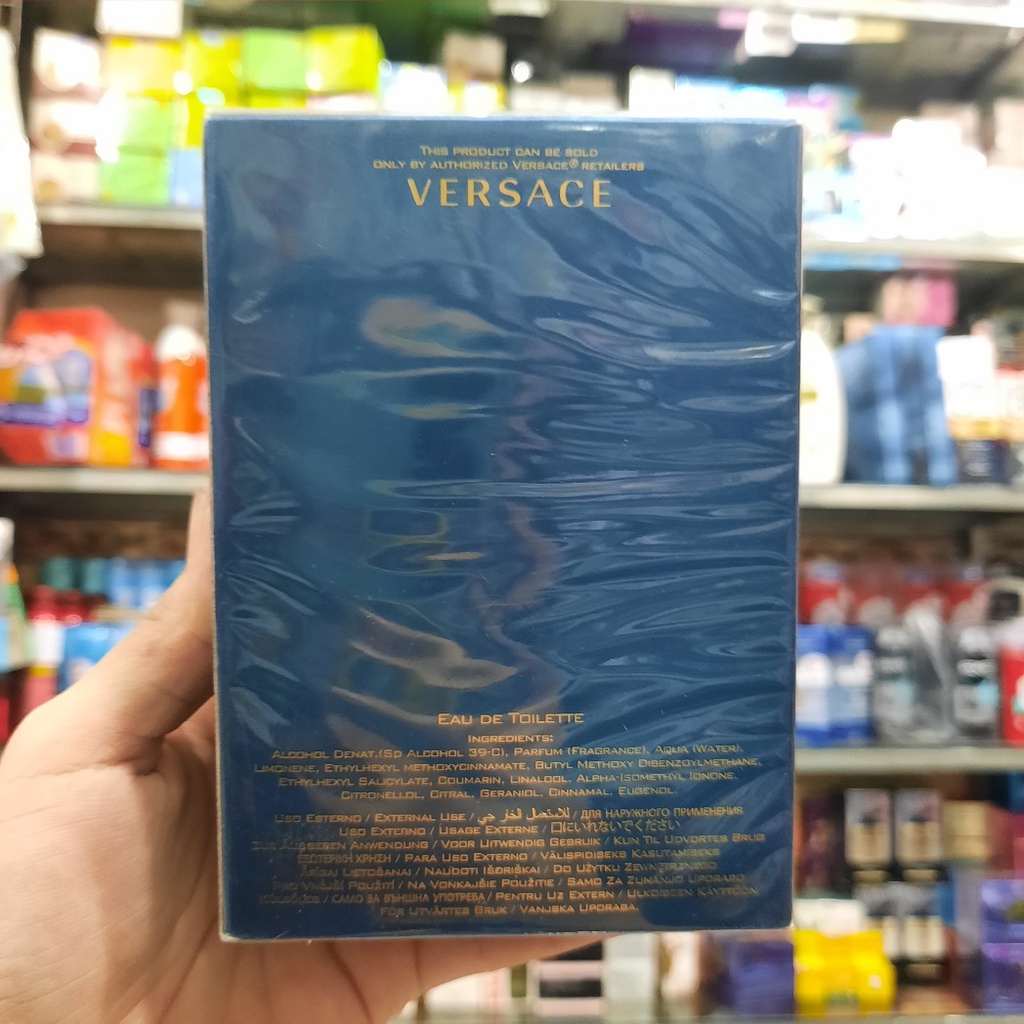 THIS PRODUCT CAN BE SOLD
ONLY BY AUTHORIZED VERSACE® RETAILERS
VERSACE
EAU DE TOILETTE
INGREDIENTS:
ALCOHOL DENAT.(SD ALCOHOL 39-C), PARFUM (FRAGRANCE), AQUA (WATER),
LIMONENE, ETHYLHEXYL METHOXYCINNAMATE, BUTYL METHOXY DIBENZOYLMETHANE,
ETHYLHEXYL SALICYLATE, COUMARIN, LINALOOL, ALPHA-ISOMETHYL IONONE,
CITRONELLOL, CITRAL, GERANIOL, CINNAMAL, EUGENOL.
USO ESTERNO / EXTERNAL USE / للاستعمال الخارجي / ДЛЯ НАРУЖНОГО ПРИМЕНЕНИЯ
USO EXTERNO / USAGE EXTERNE / 口にいれないでください
ZUR ÄUSSEREN ANWENDUNG / VOOR UITWENDIG GEBRUIK / KUN TIL UDVORTES BRUG
ΕΞΩΤΕΡΙΚΗ ΧΡΗΣΗ / PARA USO EXTERNO / VÄLISPIDISEKS KASUTAMISEKS
ĀRĪGAI LIETOŠANAI / NAUDOTI IŠORIŠKAI / DO UŻYTKU ZEWNĘTRZNEGO
PRO VNĚJŠÍ POUŽITÍ / NA VONKAJŠIE POUŽITIE / SAMO ZA ZUNANJO UPORABO
KÜLSŐLEG / САМО ЗА ВЪНШНА УПОТРЕБА / PENTRU UZ EXTERN / ULKOISEEN KÄYTTÖÖN
FÖR UTVÄRTES BRUK / VANJSKA UPORABA.